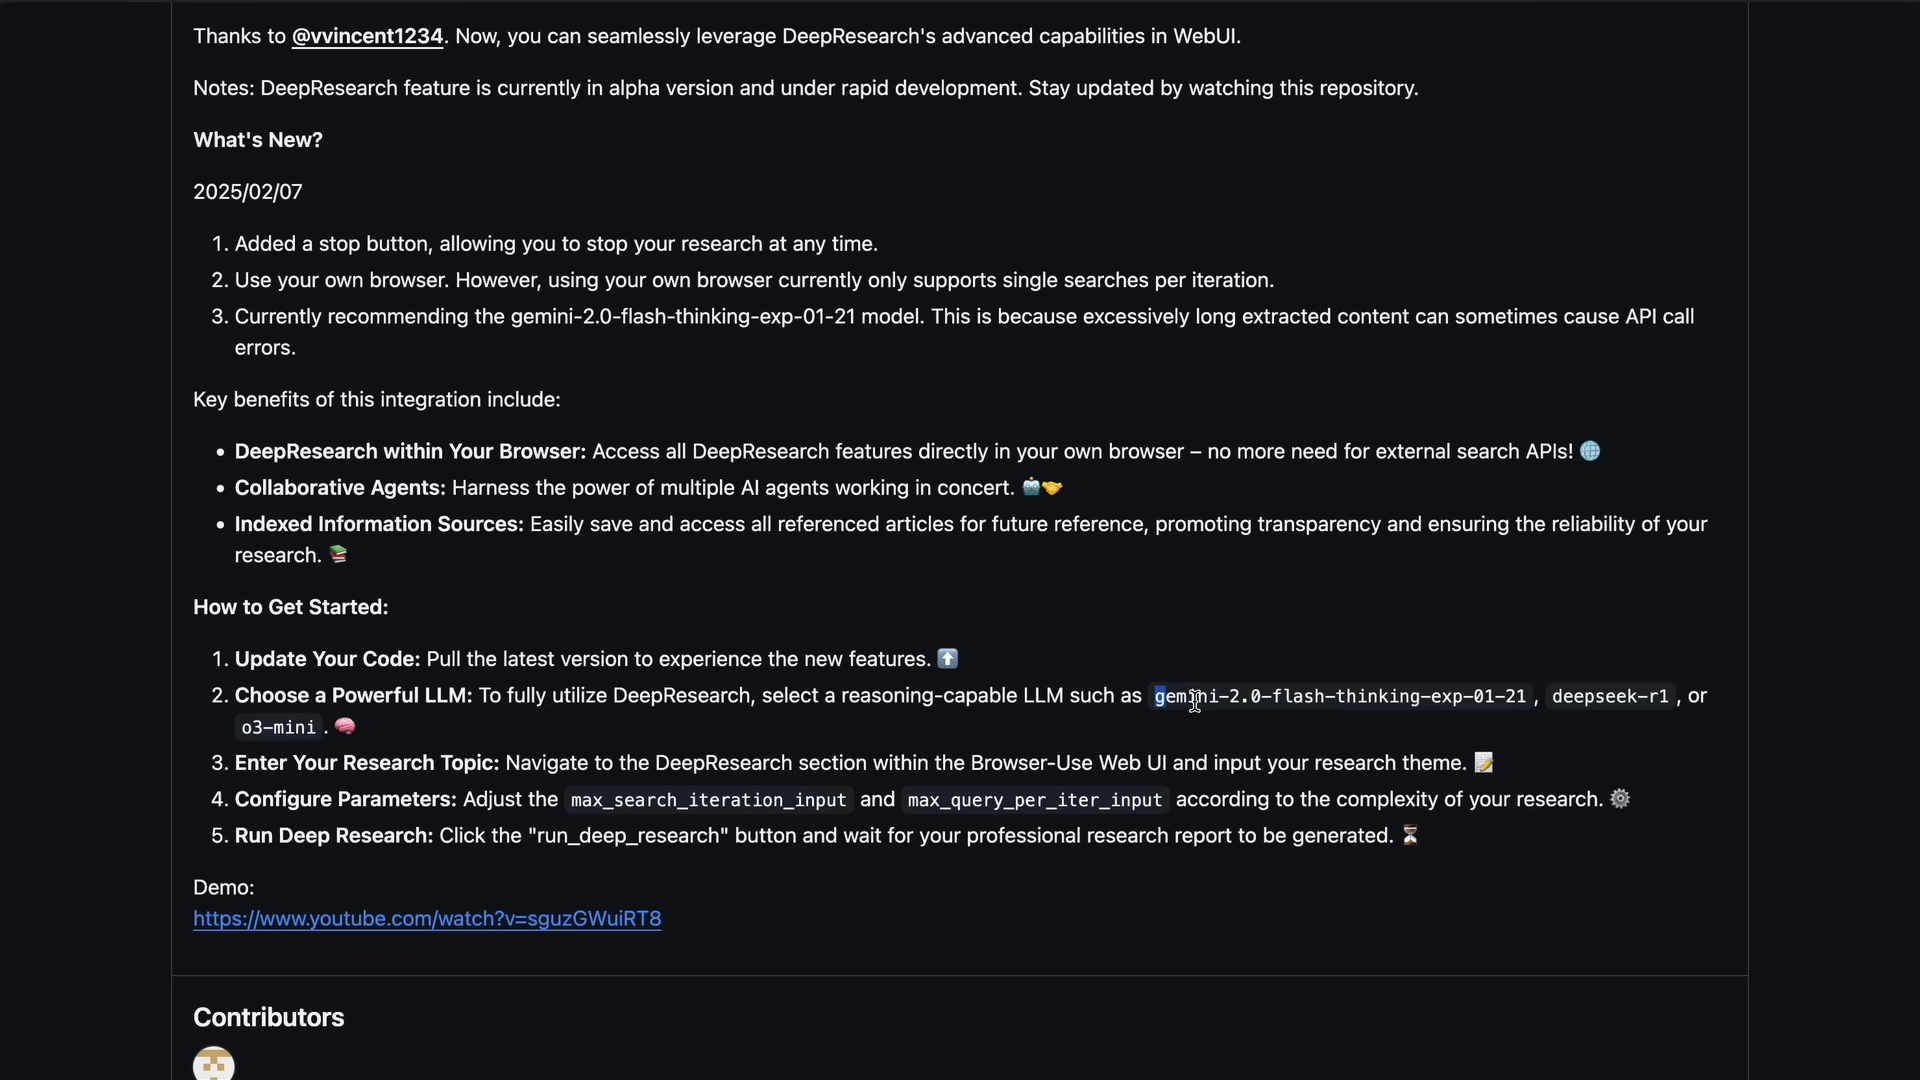 Thanks to @vvincent1234. Now, you can seamlessly leverage DeepResearch's advanced capabilities in WebUI.
Notes: DeepResearch feature is currently in alpha version and under rapid development. Stay updated by watching this repository.
What's New?
2025/02/07
1. Added a stop button, allowing you to stop your research at any time.
2. Use your own browser. However, using your own browser currently only supports single searches per iteration.
3. Currently recommending the gemini-2.0-flash-thinking-exp-01-21 model. This is because excessively long extracted content can sometimes cause API call
errors.
Key benefits of this integration include:
• DeepResearch within Your Browser: Access all DeepResearch features directly in your own browser – no more need for external search APIs! 🌐
• Collaborative Agents: Harness the power of multiple AI agents working in concert. 🤖🤝
• Indexed Information Sources: Easily save and access all referenced articles for future reference, promoting transparency and ensuring the reliability of your
research. 📚
How to Get Started:
1. Update Your Code: Pull the latest version to experience the new features. ⬆️
2. Choose a Powerful LLM: To fully utilize DeepResearch, select a reasoning-capable LLM such as gemini-2.0-flash-thinking-exp-01-21 , deepseek-r1 , or
o3-mini . 🧠
3. Enter Your Research Topic: Navigate to the DeepResearch section within the Browser-Use Web UI and input your research theme. 📝
4. Configure Parameters: Adjust the max_search_iteration_input and max_query_per_iter_input according to the complexity of your research. ⚙️
5. Run Deep Research: Click the "run_deep_research" button and wait for your professional research report to be generated. ⏳
Demo:
https://www.youtube.com/watch?v=sguzGWuiRT8
Contributors